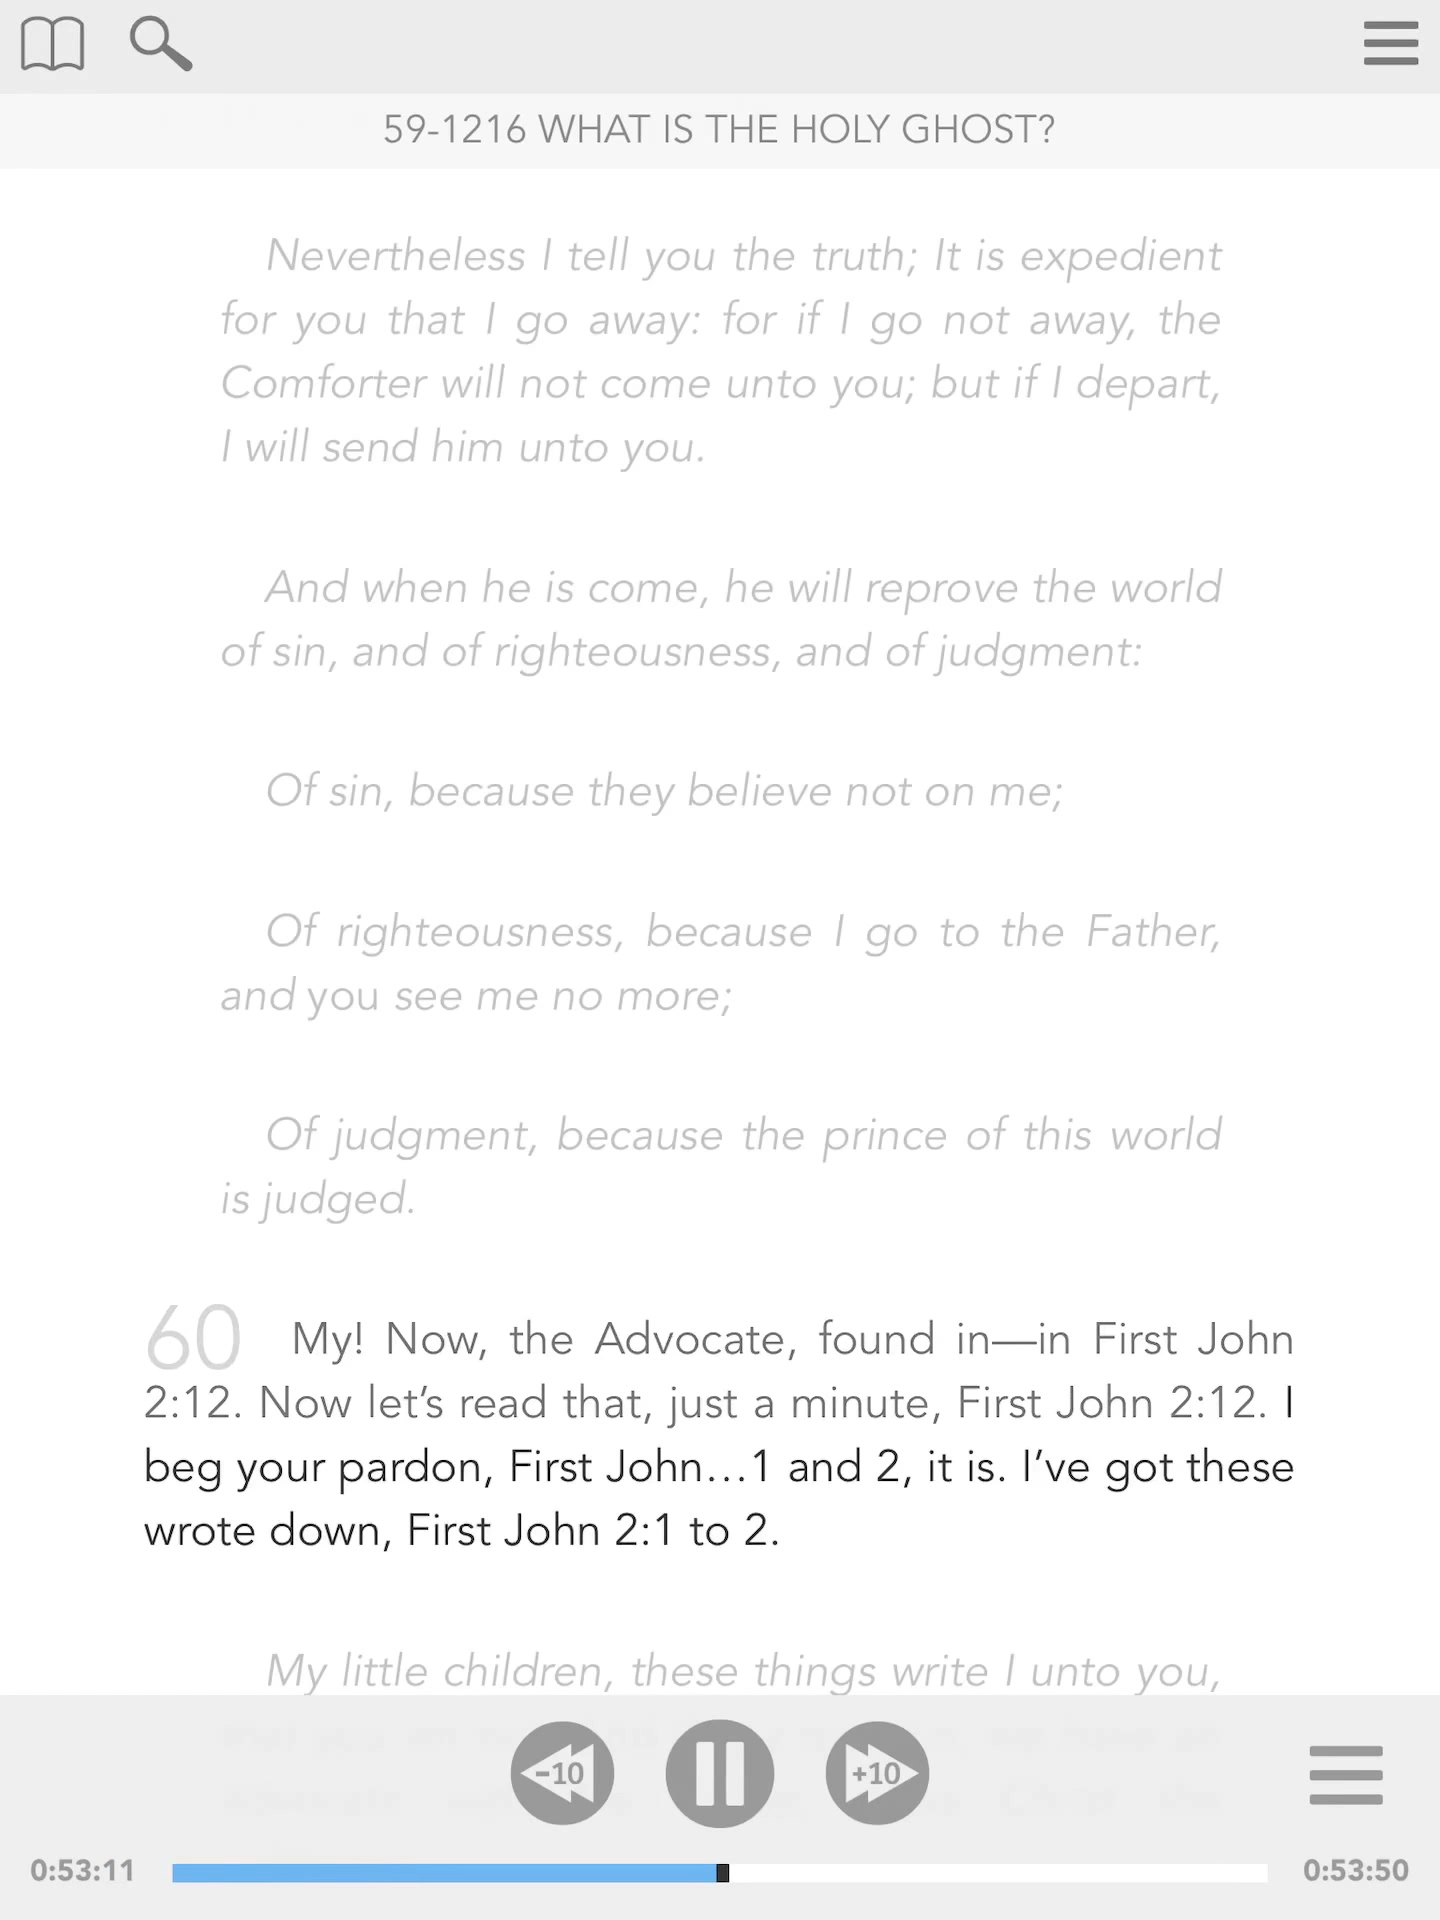 59-1216 WHAT IS THE HOLY GHOST?
Nevertheless I tell you the truth; It is expedient
for you that I go away: for if I go not away, the
Comforter will not come unto you; but if I depart,
I will send him unto you.
And when he is come, he will reprove the world
of sin, and of righteousness, and of judgment:
Of sin, because they believe not on me;
Of righteousness, because I go to the Father,
and you see me no more;
Of judgment, because the prince of this world
is judged.
60 My! Now, the Advocate, found in—in First John
2:12. Now let’s read that, just a minute, First John 2:12. I
beg your pardon, First John…1 and 2, it is. I’ve got these
wrote down, First John 2:1 to 2.
My little children, these things write I unto you,
-10 +10
0:53:11 0:53:50